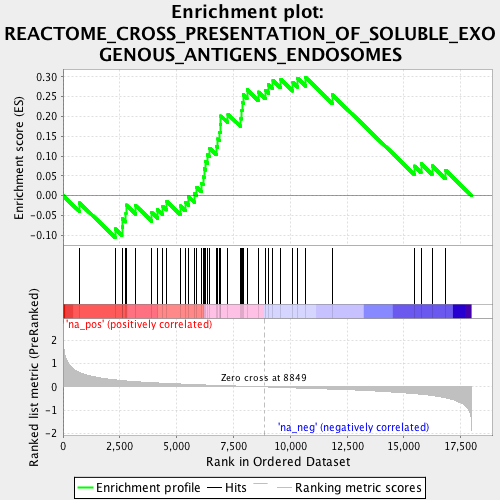 Enrichment plot:
REACTOME_CROSS_PRESENTATION_OF_SOLUBLE_EXO
GENOUS_ANTIGENS_ENDOSOMES
Enrichment score (ES)
0.30
0.25
0.20
0.15
0.10
0.05
0.00
-0.05
-0.10
Ranked list metric (PreRanked)
'na_pos' (positively correlated)
2
1
0
-1
-2
Zero cross at 8849
'na_neg' (negatively correlated)
0 2,500 5,000 7,500 10,000 12,500 15,000 17,500
Rank in Ordered Dataset
Enrichment profile Hits Ranking metric scores